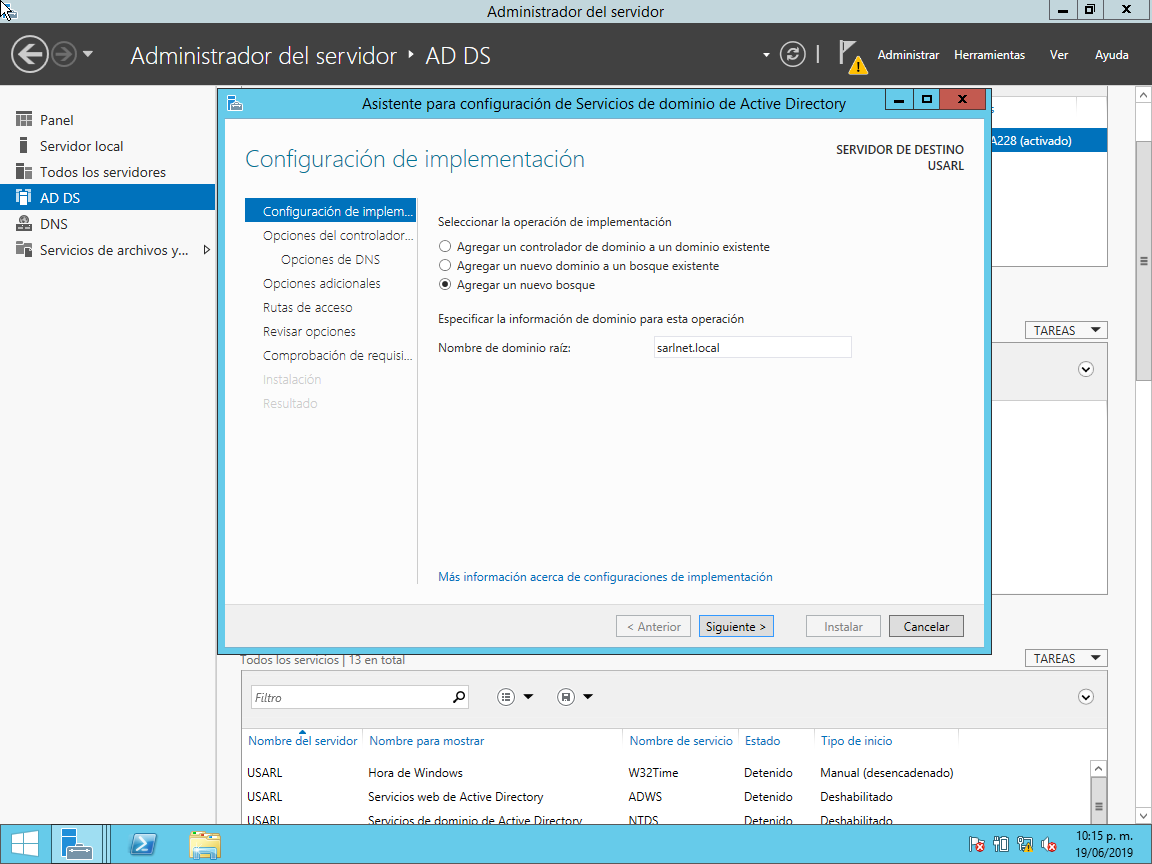 Administrador del servidor
Administrador del servidor ‣ AD DS
Administrar Herramientas Ver Ayuda
Panel
Servidor local
Todos los servidores
AD DS
DNS
Servicios de archivos y...
Asistente para configuración de Servicios de dominio de Active Directory
Configuración de implementación
SERVIDOR DE DESTINO
USARL
Configuración de implem...
Opciones del controlador...
Opciones de DNS
Opciones adicionales
Rutas de acceso
Revisar opciones
Comprobación de requisi...
Instalación
Resultado
Seleccionar la operación de implementación
Agregar un controlador de dominio a un dominio existente
Agregar un nuevo dominio a un bosque existente
Agregar un nuevo bosque
Especificar la información de dominio para esta operación
Nombre de dominio raíz: sarlnet.local
Más información acerca de configuraciones de implementación
< Anterior Siguiente > Instalar Cancelar
A228 (activado)
TAREAS
Todos los servicios | 13 en total
TAREAS
Filtro
Nombre del servidor Nombre para mostrar Nombre de servicio Estado Tipo de inicio
USARL Hora de Windows W32Time Detenido Manual (desencadenado)
USARL Servicios web de Active Directory ADWS Detenido Deshabilitado
USARL Servicios de dominio de Active Directory NTDS Detenido Deshabilitado
10:15 p. m.
19/06/2019